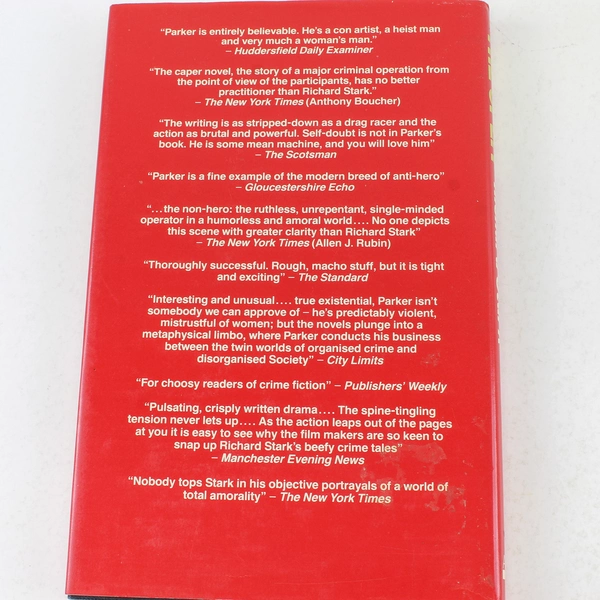 “Parker is entirely believable. He’s a con artist, a heist man
and very much a woman’s man.”
– Huddersfield Daily Examiner
“The caper novel, the story of a major criminal operation from
the point of view of the participants, has no better
practitioner than Richard Stark.”
– The New York Times (Anthony Boucher)
“The writing is as stripped-down as a drag racer and the
action as brutal and powerful. Self-doubt is not in Parker’s
book. He is some mean machine, and you will love him”
– The Scotsman
“Parker is a fine example of the modern breed of anti-hero”
– Gloucestershire Echo
“...the non-hero: the ruthless, unrepentant, single-minded
operator in a humorless and amoral world.... No one depicts
this scene with greater clarity than Richard Stark”
– The New York Times (Allen J. Rubin)
“Thoroughly successful. Rough, macho stuff, but it is tight
and exciting” – The Standard
“Interesting and unusual.... true existential, Parker isn’t
somebody we can approve of – he’s predictably violent,
mistrustful of women; but the novels plunge into a
metaphysical limbo, where Parker conducts his business
between the twin worlds of organised crime and
disorganised Society” – City Limits
“For choosy readers of crime fiction” – Publishers’ Weekly
“Pulsating, crisply written drama.... The spine-tingling
tension never lets up.... As the action leaps out of the pages
at you it is easy to see why the film makers are so keen to
snap up Richard Stark’s beefy crime tales”
– Manchester Evening News
“Nobody tops Stark in his objective portrayals of a world of
total amorality” – The New York Times